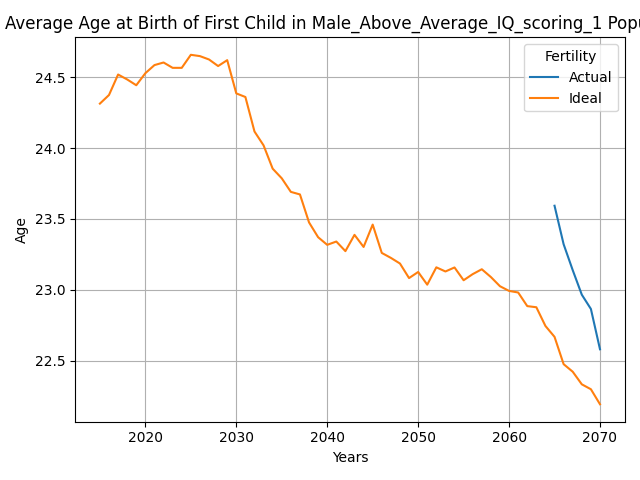 Average Age at Birth of First Child in Male_Above_Average_IQ_scoring_1 Popu
Fertility
Actual
Ideal
24.5
24.0
23.5
23.0
22.5
Age
2020 2030 2040 2050 2060 2070
Years